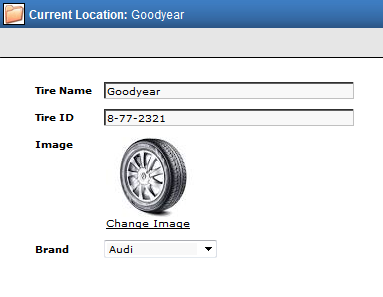 Current Location: Goodyear
Tire Name Goodyear
Tire ID 8-77-2321
Image
Change Image
Brand Audi